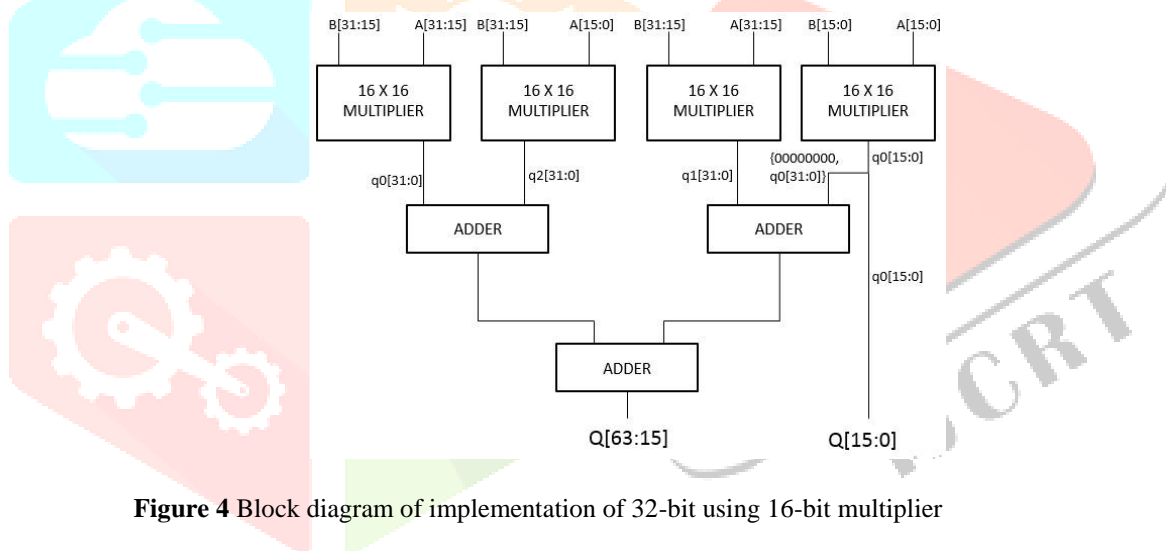 B[31:15] A[31:15] B[31:15] A[15:0] B[31:15] A[31:15] B[15:0] A[15:0]
16 X 16 16 X 16 16 X 16 16 X 16
MULTIPLIER MULTIPLIER MULTIPLIER MULTIPLIER
{00000000, q0[15:0]
q0[31:0] q2[31:0] q1[31:0] q0[31:0]}
ADDER ADDER
q0[15:0]
ADDER
Q[63:15] Q[15:0]
Figure 4 Block diagram of implementation of 32-bit using 16-bit multiplier